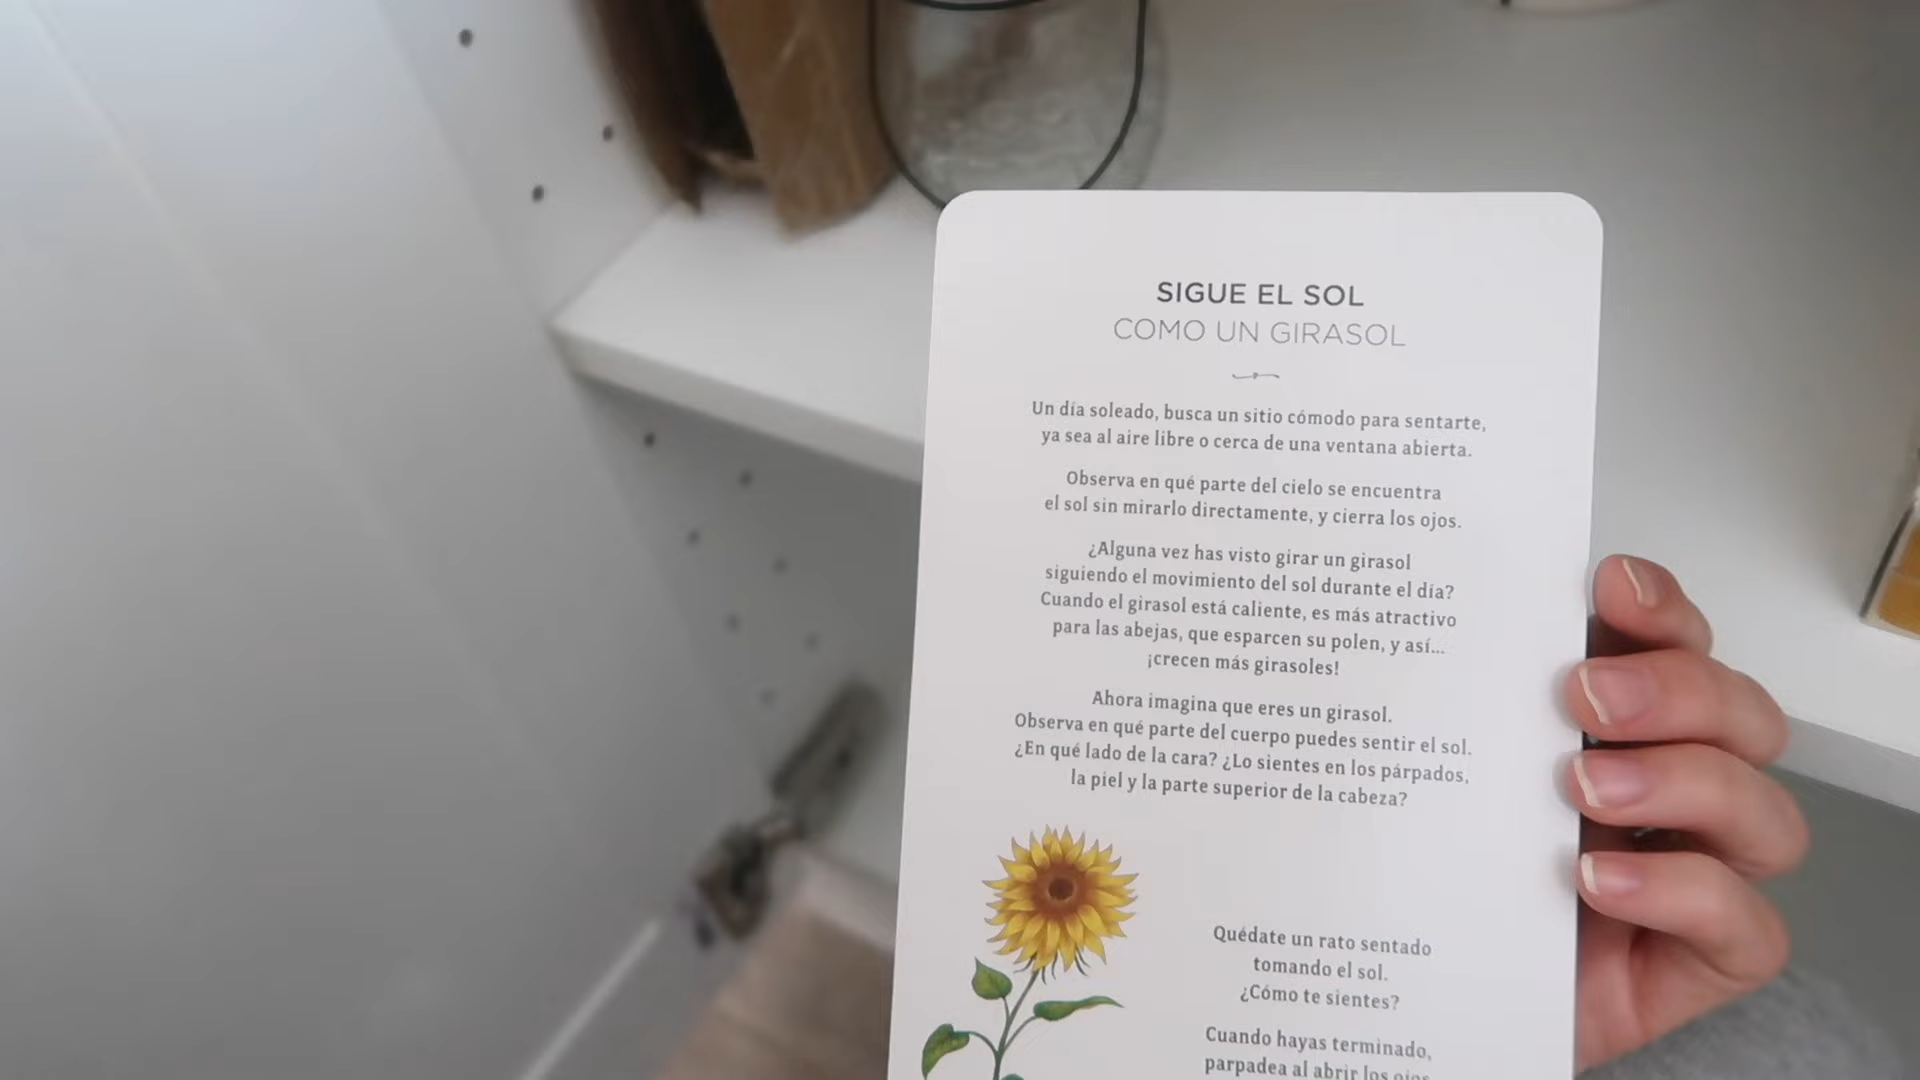 SIGUE EL SOL
COMO UN GIRASOL
Un día soleado, busca un sitio cómodo para sentarte,
ya sea al aire libre o cerca de una ventana abierta.
Observa en qué parte del cielo se encuentra
el sol sin mirarlo directamente, y cierra los ojos.
¿Alguna vez has visto girar un girasol
siguiendo el movimiento del sol durante el día?
Cuando el girasol está caliente, es más atractivo
para las abejas, que esparcen su polen, y así...
¡crecen más girasoles!
Ahora imagina que eres un girasol.
Observa en qué parte del cuerpo puedes sentir el sol.
¿En qué lado de la cara? ¿Lo sientes en los párpados,
la piel y la parte superior de la cabeza?
Quédate un rato sentado
tomando el sol.
¿Cómo te sientes?
Cuando hayas terminado,
parpadea al abrir los ojos